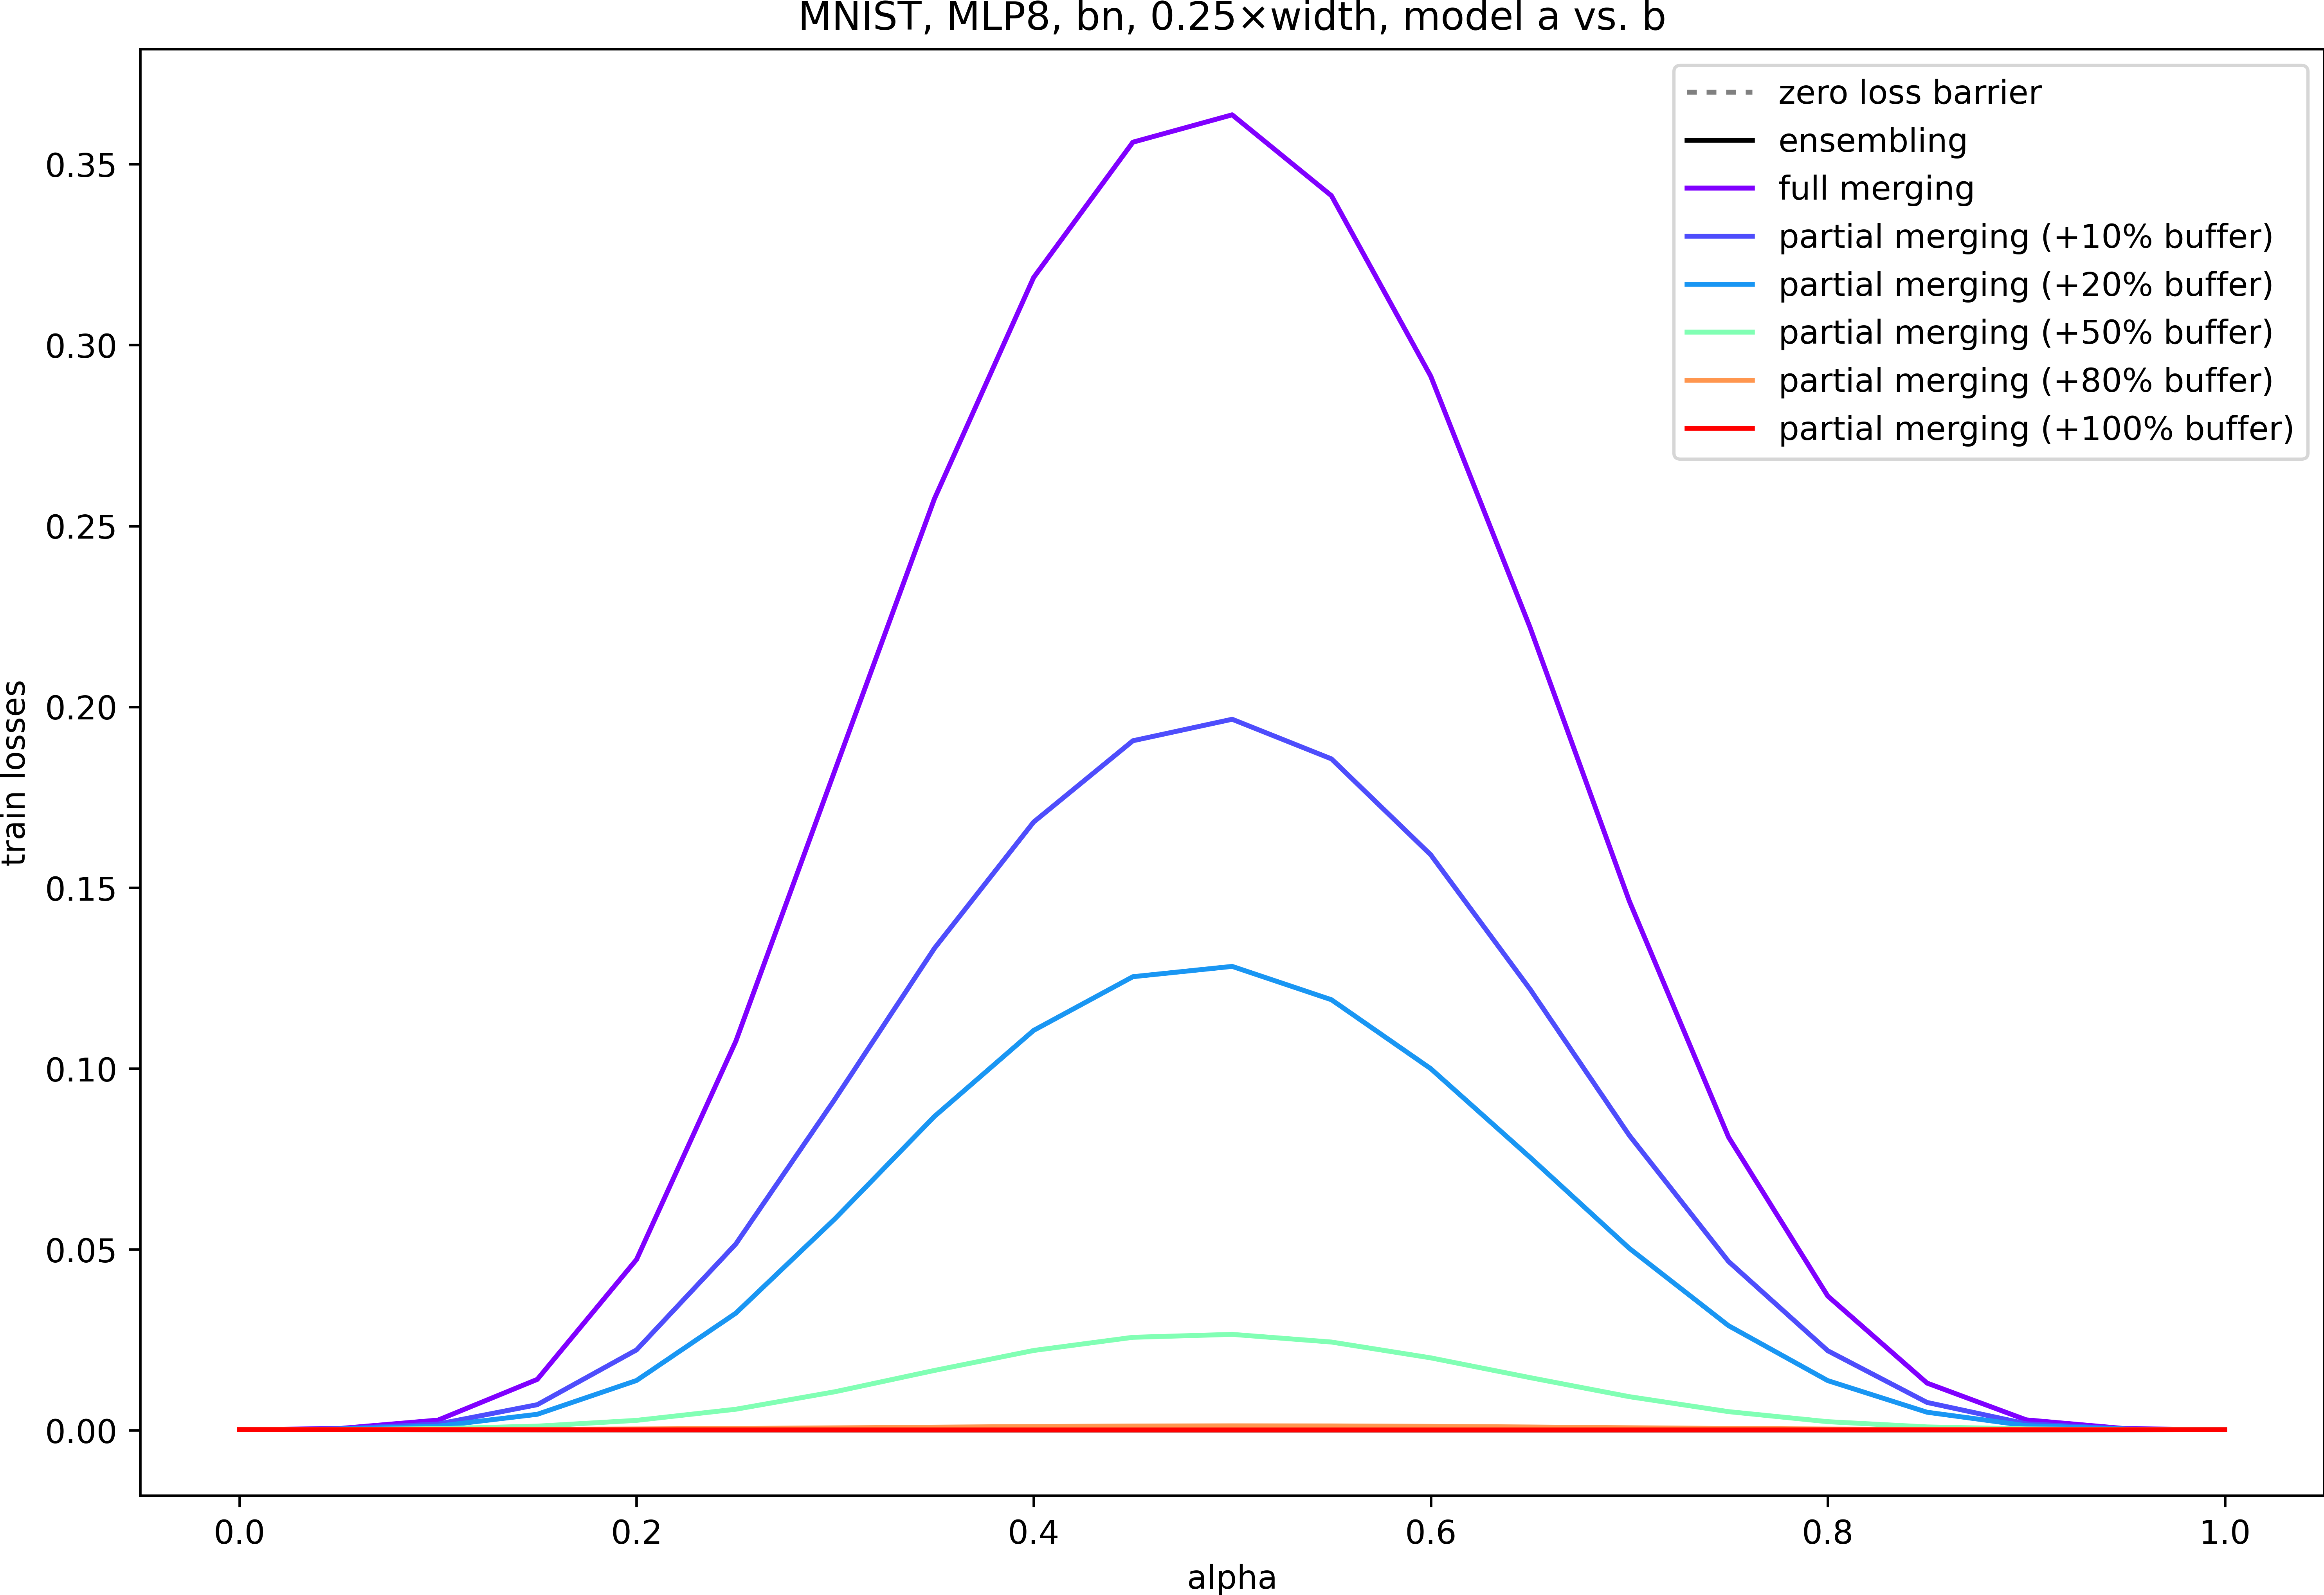 MNIST, MLP8, bn, 0.25×width, model a vs. b
zero loss barrier
ensembling
full merging
partial merging (+10% buffer)
partial merging (+20% buffer)
partial merging (+50% buffer)
partial merging (+80% buffer)
partial merging (+100% buffer)
train losses
0.35
0.30
0.25
0.20
0.15
0.10
0.05
0.00
0.0 0.2 0.4 0.6 0.8 1.0
alpha